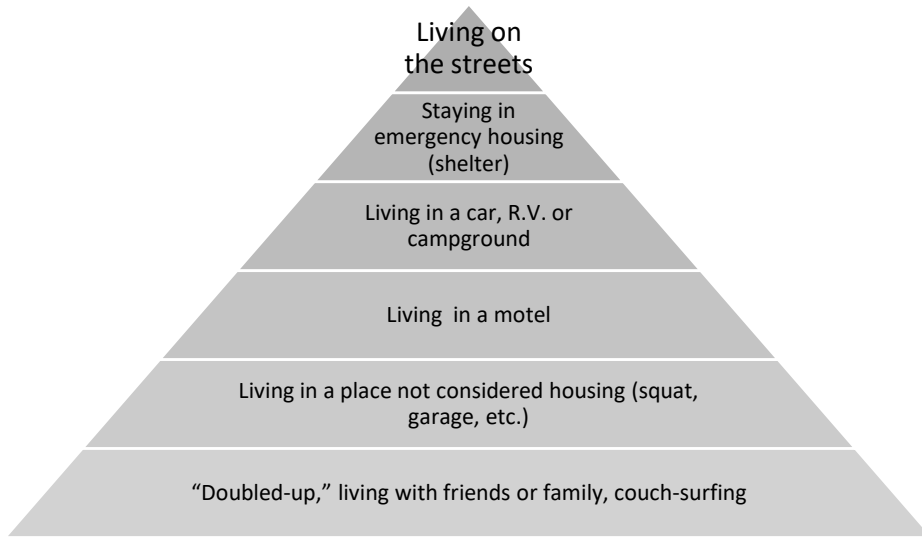 Living on
the streets
Staying in
emergency housing
(shelter)
Living in a car, R.V. or
campground
Living  in a motel
Living in a place not considered housing (squat,
garage, etc.)
“Doubled-up,” living with friends or family, couch-surfing